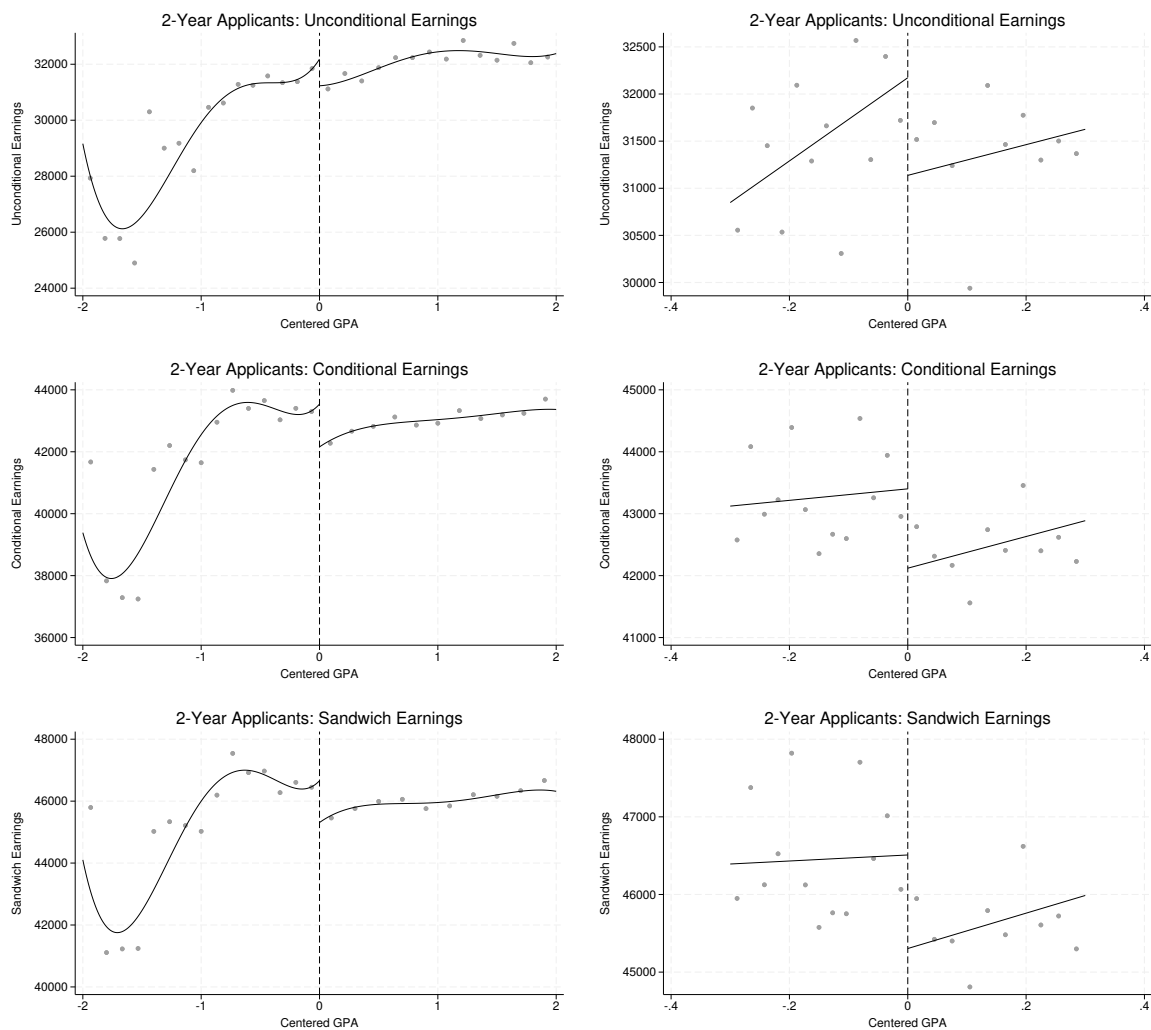 2-Year Applicants: Unconditional Earnings
Unconditional Earnings
32000
30000
28000
26000
24000
-2 -1 0 1 2
Centered GPA
2-Year Applicants: Unconditional Earnings
Unconditional Earnings
32500
32000
31500
31000
30500
30000
-.4 -.2 0 .2 .4
Centered GPA
2-Year Applicants: Conditional Earnings
Conditional Earnings
44000
42000
40000
38000
36000
-2 -1 0 1 2
Centered GPA
2-Year Applicants: Conditional Earnings
Conditional Earnings
45000
44000
43000
42000
41000
-.4 -.2 0 .2 .4
Centered GPA
2-Year Applicants: Sandwich Earnings
Sandwich Earnings
48000
46000
44000
42000
40000
-2 -1 0 1 2
Centered GPA
2-Year Applicants: Sandwich Earnings
Sandwich Earnings
48000
47000
46000
45000
-.4 -.2 0 .2 .4
Centered GPA